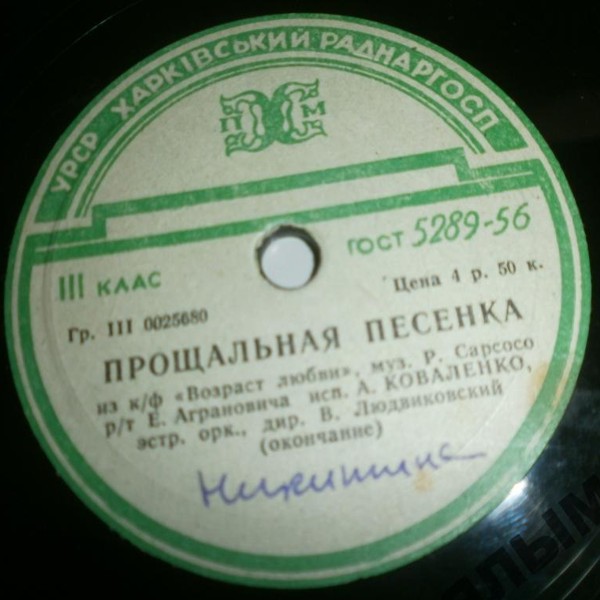 УРСР ХАРКІВСЬКИЙ РАДНАРГОСП
П М
III КЛАС
ГОСТ 5289-56
Гр. III 0025680
Цена 4 р. 50 к.
ПРОЩАЛЬНАЯ ПЕСЕНКА
из к/ф «Возраст любви», муз. Р. Сарсосо
р/т Е. Аграновича исп. А. КОВАЛЕНКО,
эстр. орк., дир. В. Людвиковский
(окончание)
Никитина